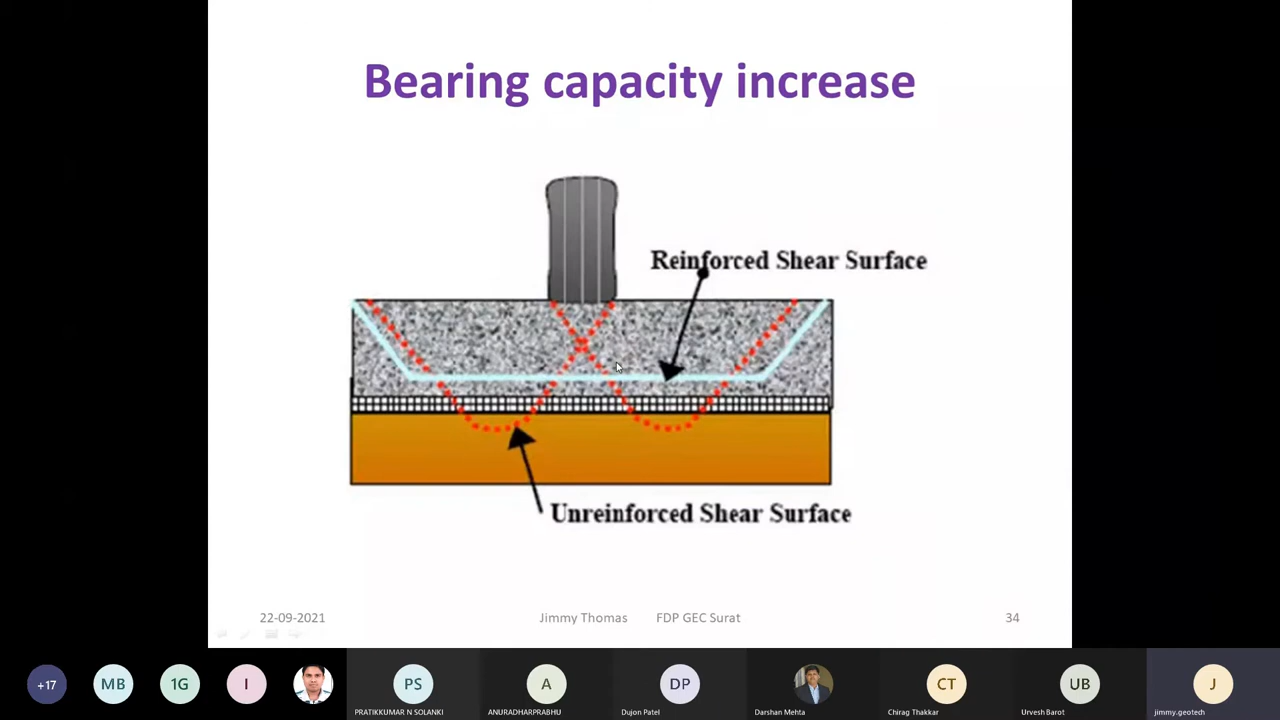 Bearing capacity increase
Reinforced Shear Surface
Unreinforced Shear Surface
22-09-2021
Jimmy Thomas FDP GEC Surat
34
+17
MB
1G
I
PS
A
DP
CT
UB
J
PRATIKKUMAR N SOLANKI
ANURADHARPRABHU
Dujon Patel
Darshan Mehta
Chirag Thakkar
Urvesh Barot
jimmy.geotech